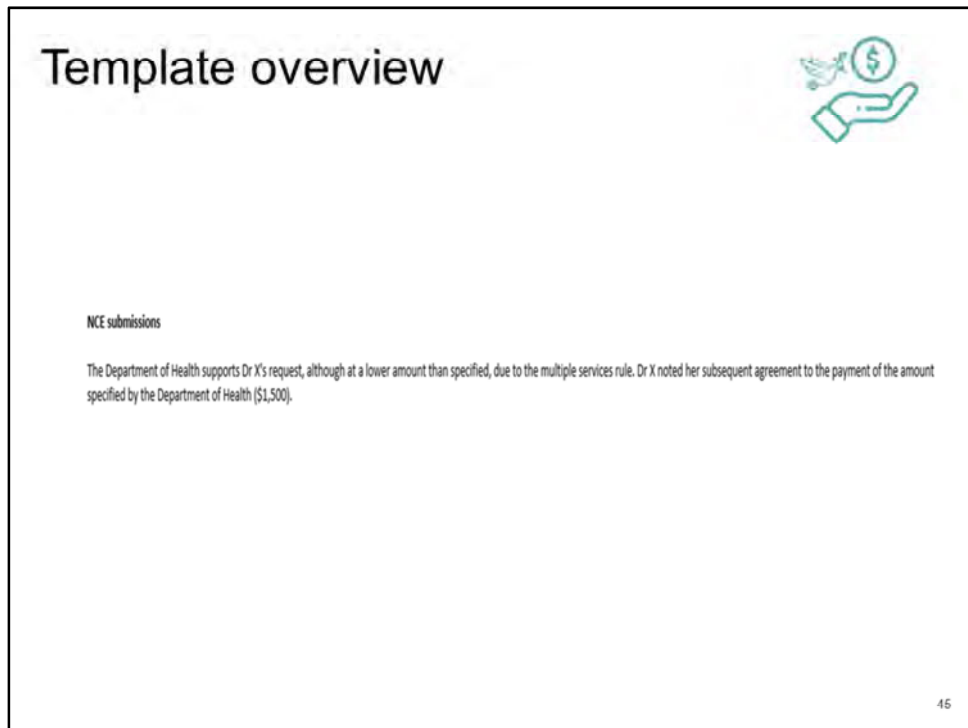 Template overview
$
NCE submissions
The Department of Health supports Dr X's request, although at a lower amount than specified, due to the multiple services rule. Dr X noted her subsequent agreement to the payment of the amount
specified by the Department of Health ($1,500).
45